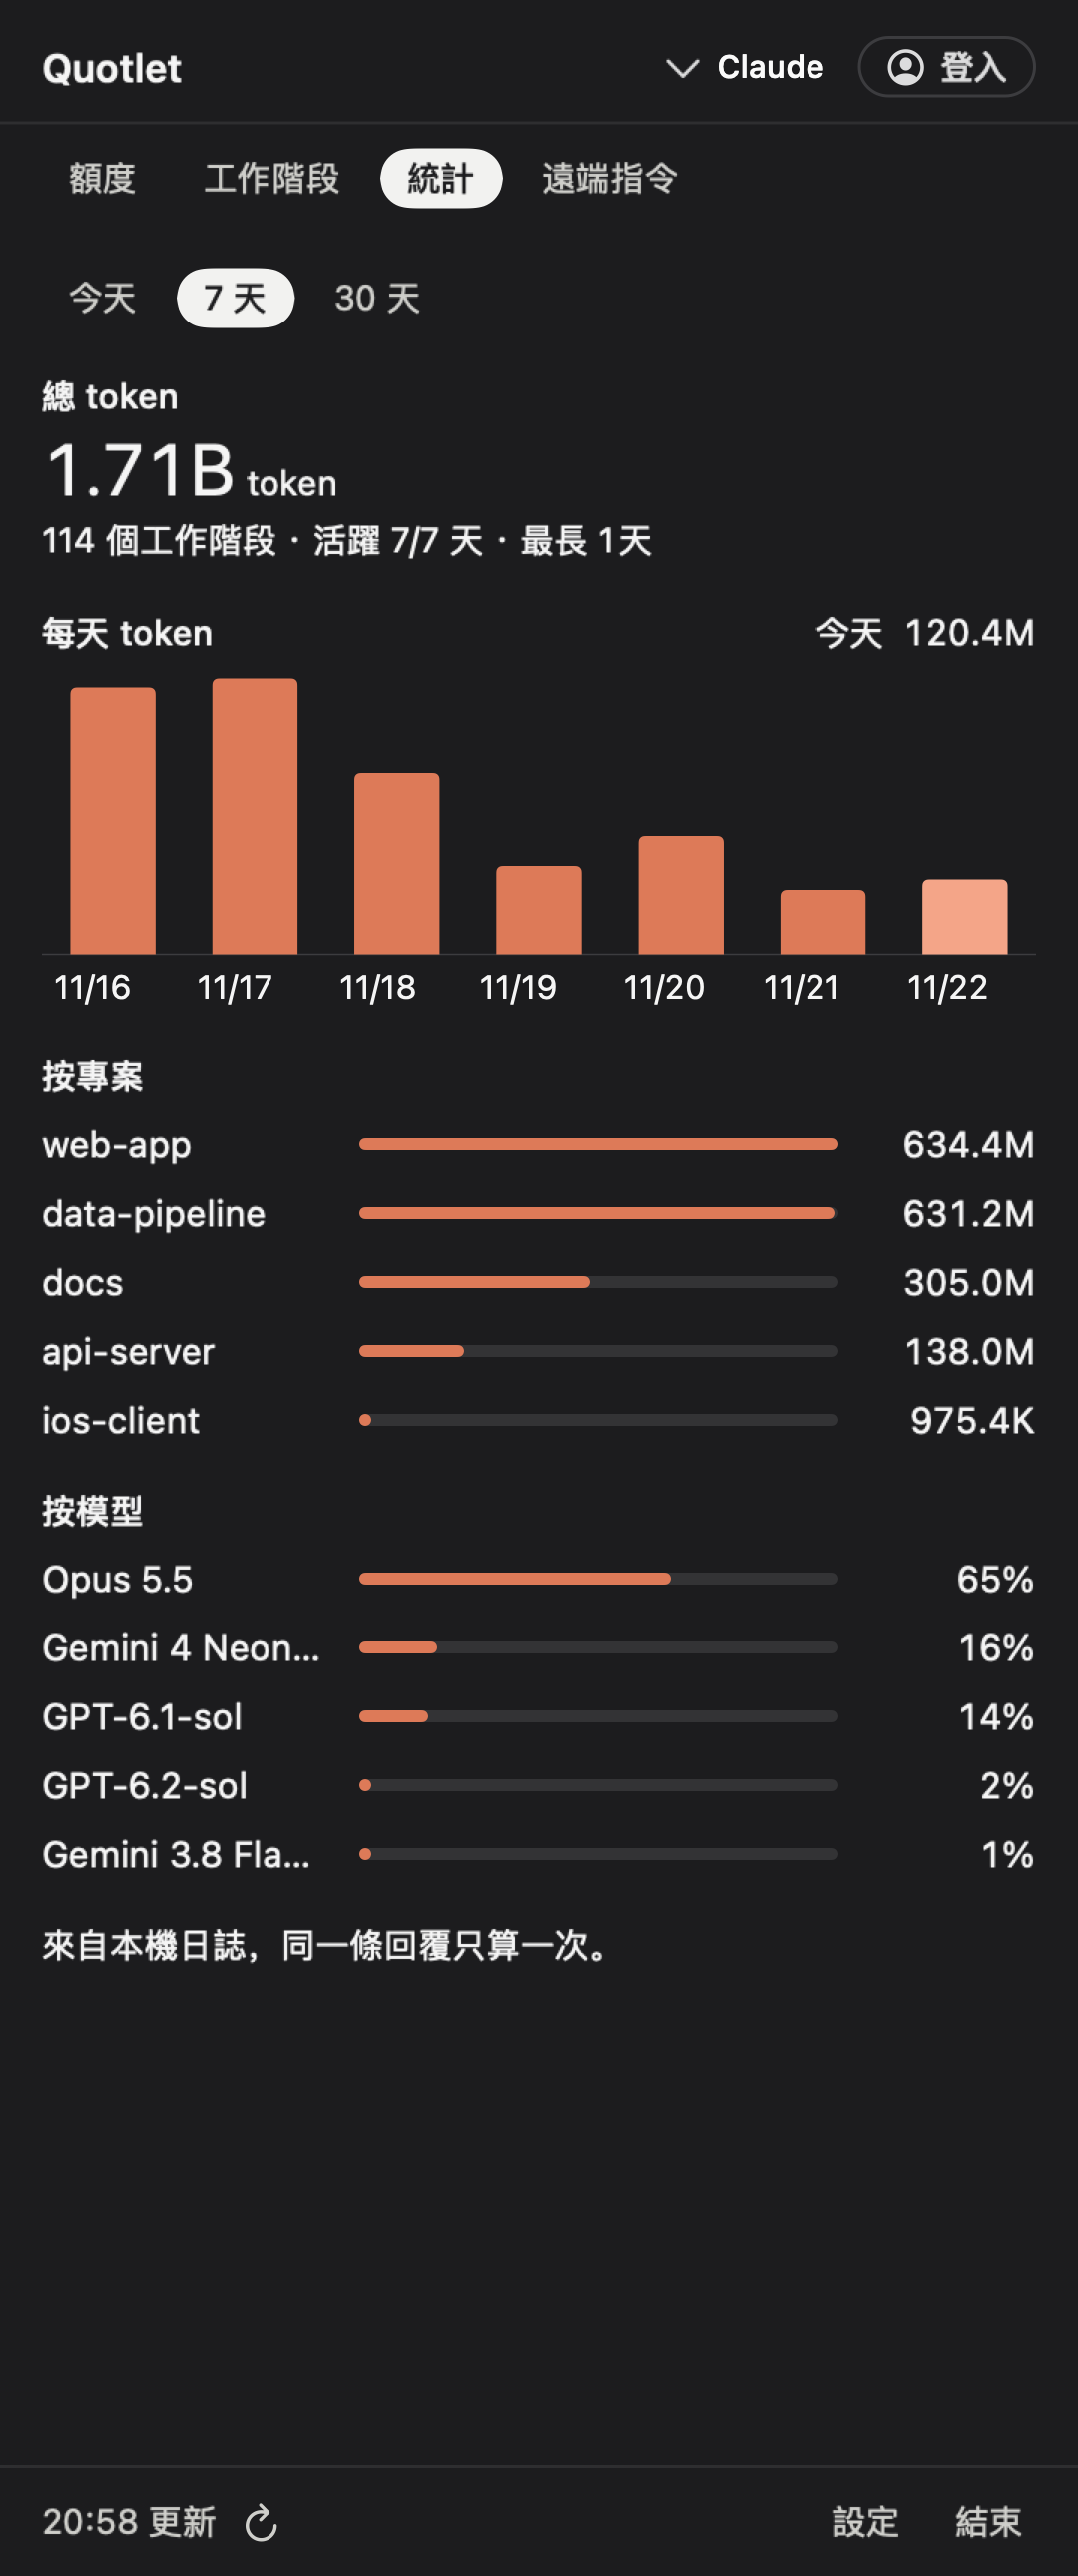 Quotlet
Claude
登入
額度 工作階段 統計 遠端指令
今天 7 天 30 天
總 token
1.71B token
114 個工作階段 · 活躍 7/7 天 · 最長 1天
每天 token 今天 120.4M
11/16 11/17 11/18 11/19 11/20 11/21 11/22
按專案
web-app 634.4M
data-pipeline 631.2M
docs 305.0M
api-server 138.0M
ios-client 975.4K
按模型
Opus 5.5 65%
Gemini 4 Neon... 16%
GPT-6.1-sol 14%
GPT-6.2-sol 2%
Gemini 3.8 Fla... 1%
來自本機日誌，同一條回覆只算一次。
20:58 更新 設定 結束